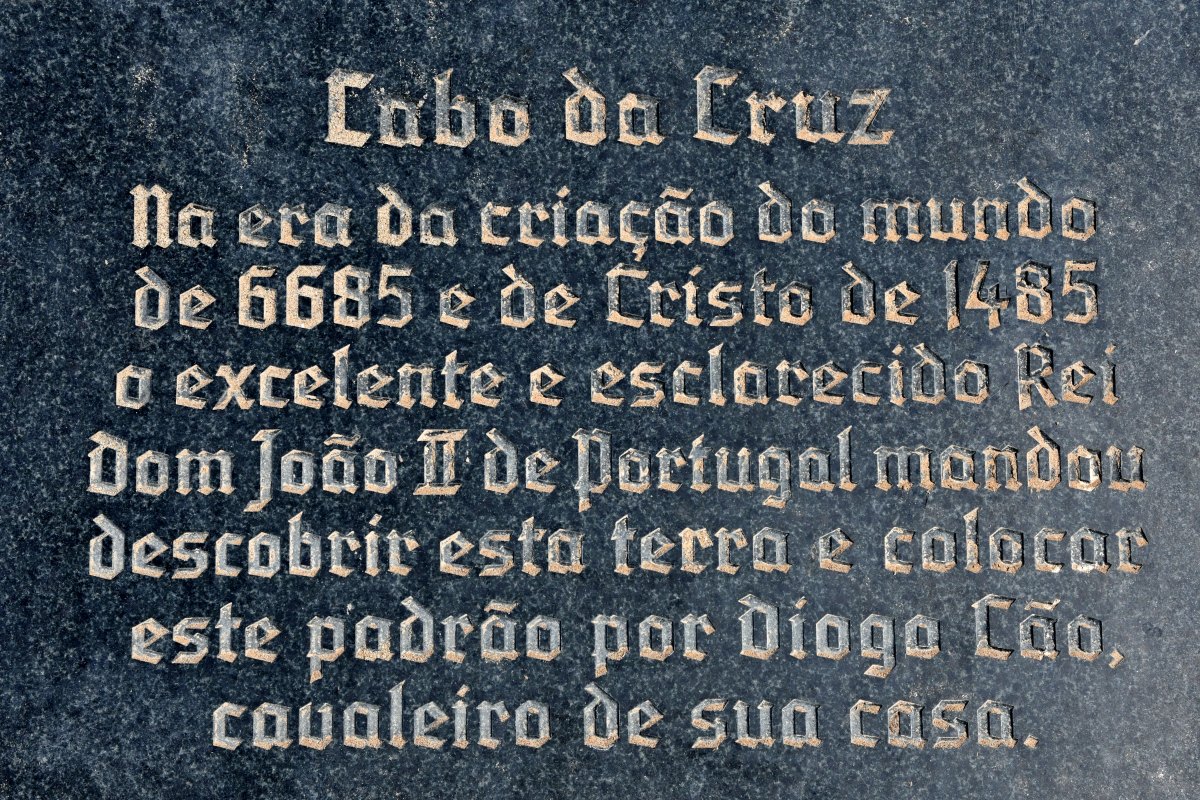 Cabo da Cruz
Na era da criação do mundo
de 6685 e de Cristo de 1485
o excelente e esclarecido Rei
dom João II de Portugal mandou
descobrir esta terra e colocar
este padrão por Diogo Cão,
cavaleiro de sua casa.